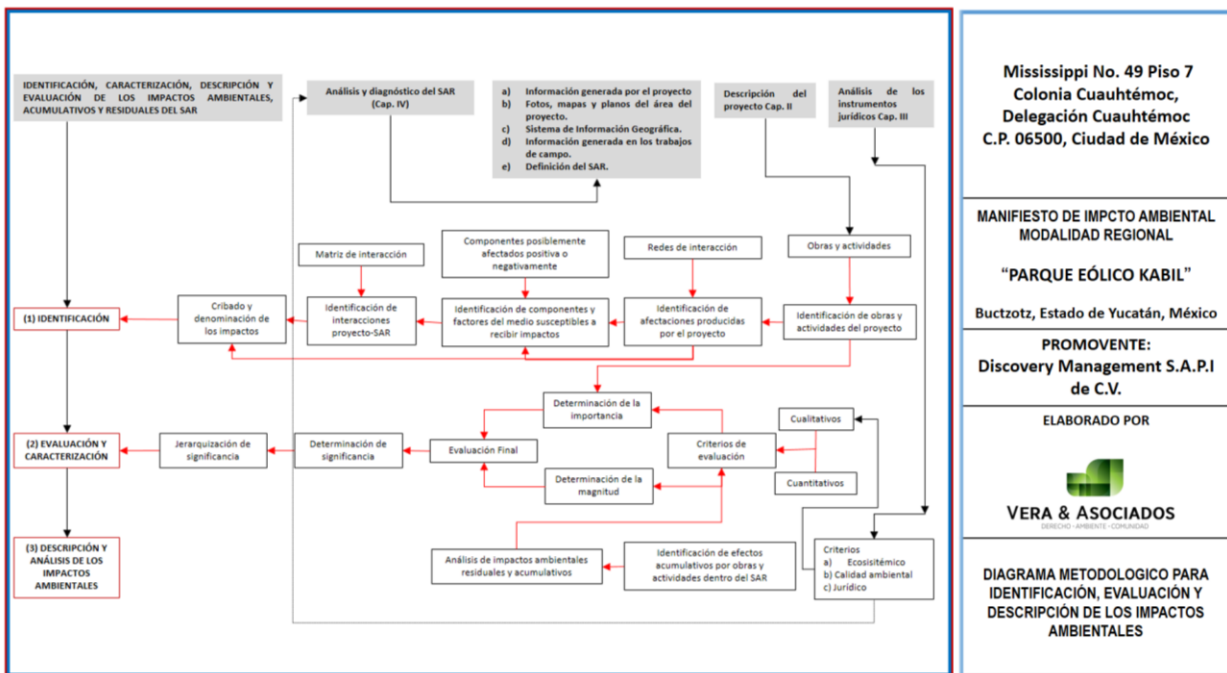 IDENTIFICACIÓN, CARACTERIZACIÓN, DESCRIPCIÓN Y
EVALUACIÓN DE LOS IMPACTOS AMBIENTALES,
ACUMULATIVOS Y RESIDUALES DEL SAR
Análisis y diagnóstico del SAR
(Cap. IV)
a) Información generada por el proyecto
b) Fotos, mapas y planos del área del
proyecto.
c) Sistema de Información Geográfica.
d) Información generada en los trabajos
de campo.
e) Definición del SAR.
Descripción del
proyecto Cap. II
Análisis de los
instrumentos
jurídicos Cap. III
Matriz de interacción
Componentes posiblemente
afectados positiva o
negativamente
Redes de interacción
Obras y actividades
(1) IDENTIFICACIÓN
Cribado y
denominación de
los impactos
Identificación de
interacciones
proyecto-SAR
Identificación de componentes y
factores del medio susceptibles a
recibir impactos
Identificación de
afectaciones producidas
por el proyecto
Identificación de obras y
actividades del proyecto
(2) EVALUACIÓN Y
CARACTERIZACIÓN
Jerarquización de
significancia
Determinación de
significancia
Evaluación Final
Determinación de la
importancia
Determinación de la
magnitud
Criterios de
evaluación
Cualitativos
Cuantitativos
(3) DESCRIPCIÓN Y
ANÁLISIS DE LOS
IMPACTOS
AMBIENTALES
Análisis de impactos ambientales
residuales y acumulativos
Identificación de efectos
acumulativos por obras y
actividades dentro del SAR
Criterios
a) Ecosisitémico
b) Calidad ambiental
c) Jurídico
Mississippi No. 49 Piso 7
Colonia Cuauhtémoc,
Delegación Cuauhtémoc
C.P. 06500, Ciudad de México
MANIFIESTO DE IMPCTO AMBIENTAL
MODALIDAD REGIONAL
“PARQUE EÓLICO KABIL”
Buctzotz, Estado de Yucatán, México
PROMOVENTE:
Discovery Management S.A.P.I
de C.V.
ELABORADO POR
VERA & ASOCIADOS
DERECHO - AMBIENTE - COMUNIDAD
DIAGRAMA METODOLOGICO PARA
IDENTIFICACIÓN, EVALUACIÓN Y
DESCRIPCIÓN DE LOS IMPACTOS
AMBIENTALES